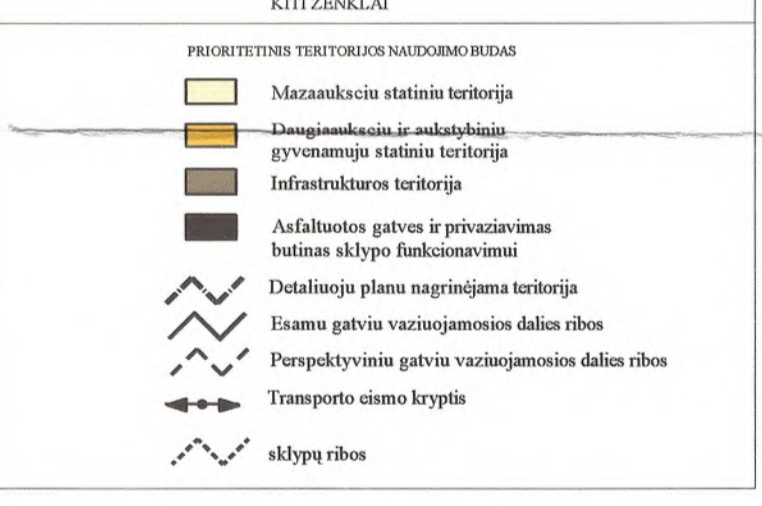 KITI ZENKLAI
PRIORITETINIS TERITORIJOS NAUDOJIMO BUDAS
Mazaauksciu statiniu teritorija
Daugiaauksciu ir aukstybiniu
gyvenamuju statiniu teritorija
Infrastrukturos teritorija
Asfaltuotos gatves ir privaziavimas
butinas sklypo funkcionavimui
Detaliuoju planu nagrinėjama teritorija
Esamu gatviu vaziuojamosios dalies ribos
Perspektyviniu gatviu vaziuojamosios dalies ribos
Transporto eismo kryptis
sklypų ribos